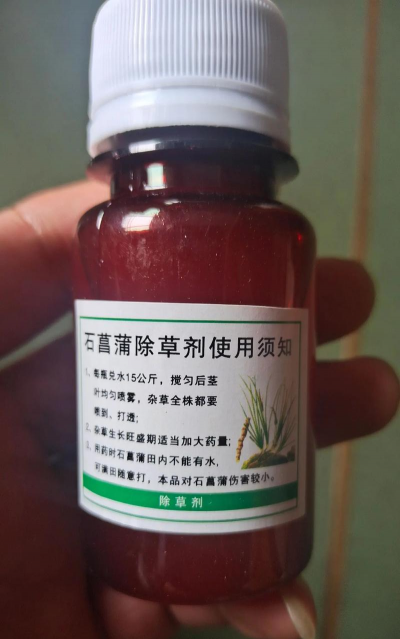 石菖蒲除草剂使用须知
1、每瓶兑水15公斤，搅匀后茎
叶均匀喷雾，杂草全株都要
喷到、打透；
2、杂草生长旺盛期适当加大药量；
3、用药时石菖蒲田内不能有水，
可满田随意打，本品对石菖蒲伤害较小。
除草剂